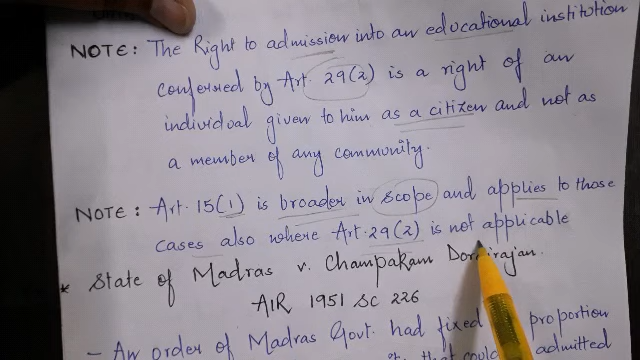 NOTE: The Right to admission into an educational institution
conferred by Art. 29(2) is a right of an
individual given to him as a citizen and not as
a member of any community.
NOTE: Art. 15(1) is broader in scope and applies to those
cases also where Art. 29(2) is not applicable
* State of Madras v. Champakam Dorairajan.
AIR 1951 SC 226
- An order of Madras Govt. had fixed proportion
that could admitted